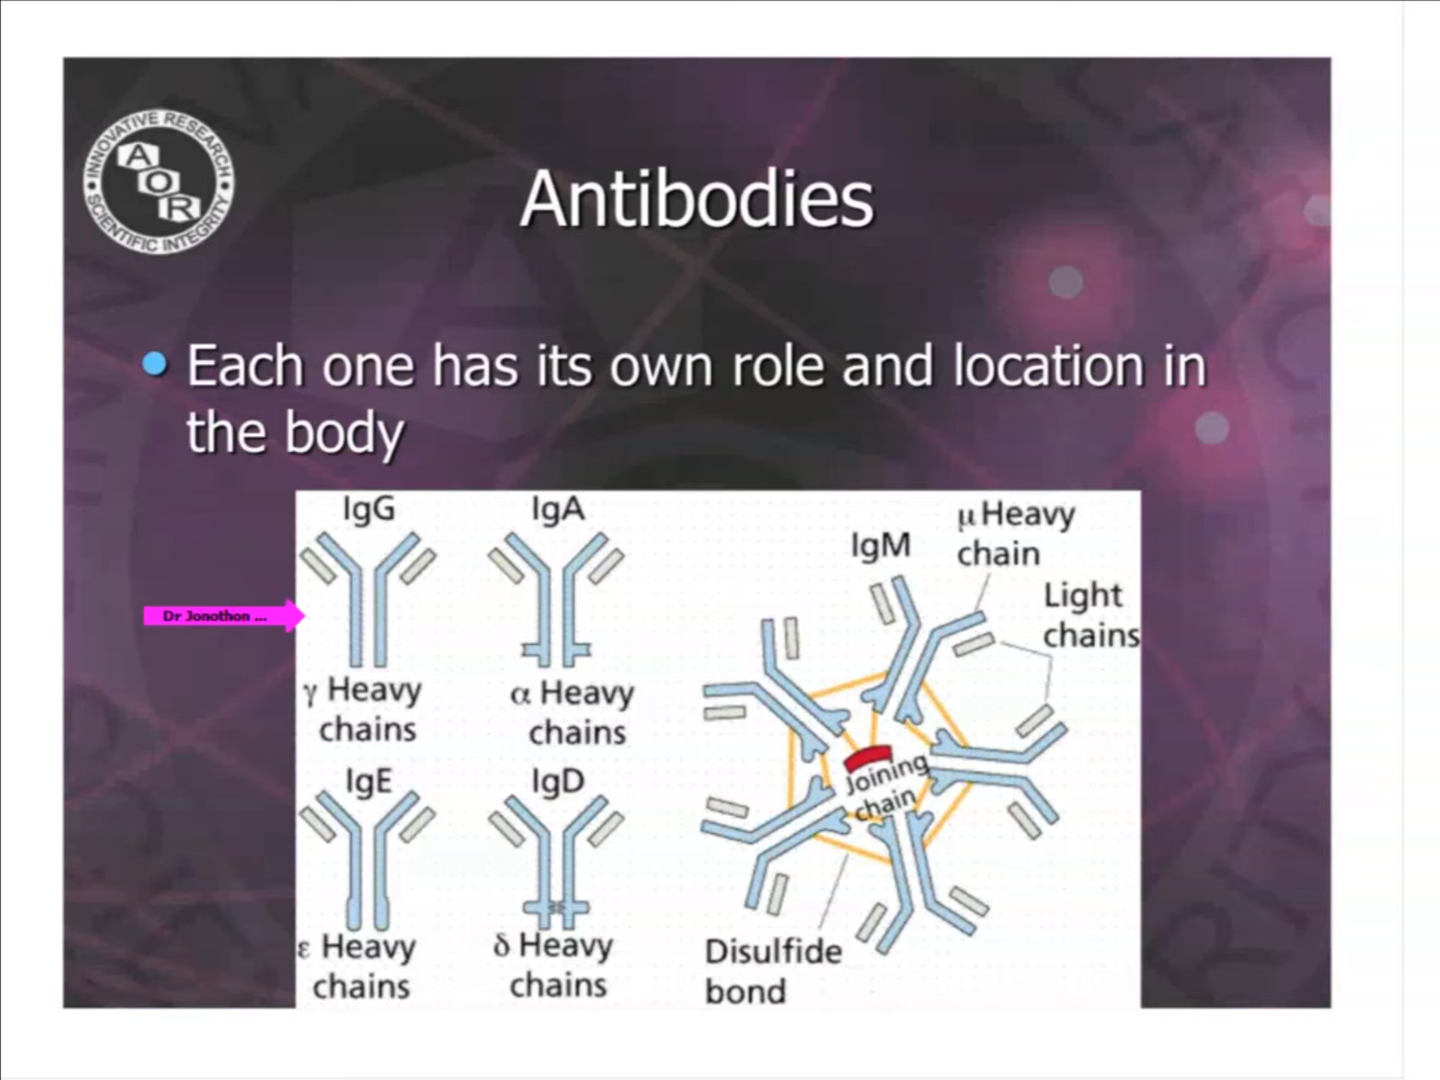 INNOVATIVE RESEARCH
AOR
SCIENTIFIC INTEGRITY
Antibodies
Each one has its own role and location in
the body
IgG
IgA
IgM
μ Heavy
chain
Light
chains
Dr Jonothon ...
γ Heavy
chains
α Heavy
chains
Joining
chain
IgE
IgD
ε Heavy
chains
δ Heavy
chains
Disulfide
bond